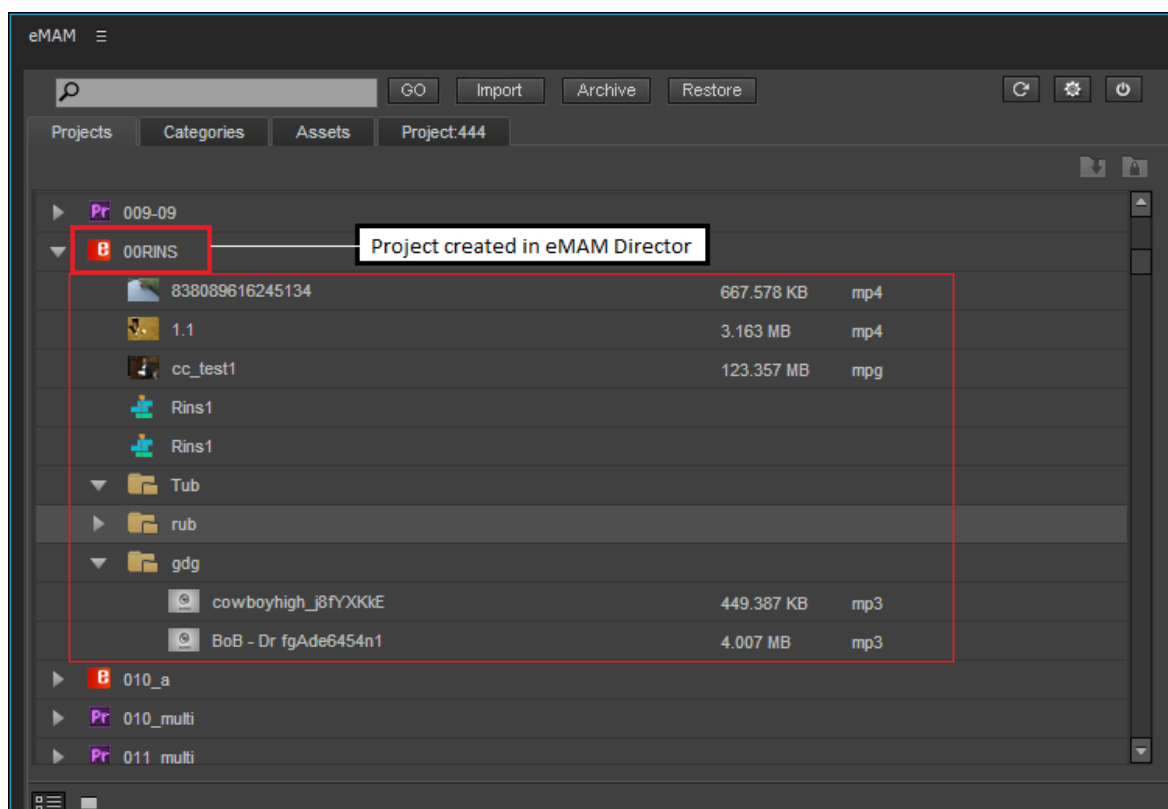 eMAM
GO Import Archive Restore
Projects Categories Assets Project:444
Pr 009-09
e 00RINS Project created in eMAM Director
838089616245134 667.578 KB mp4
1.1 3.163 MB mp4
cc_test1 123.357 MB mpg
Rins1
Rins1
Tub
rub
gdg
cowboyhigh_j8fYXKkE 449.387 KB mp3
BoB - Dr fgAde6454n1 4.007 MB mp3
e 010_a
Pr 010_multi
Pr 011_multi